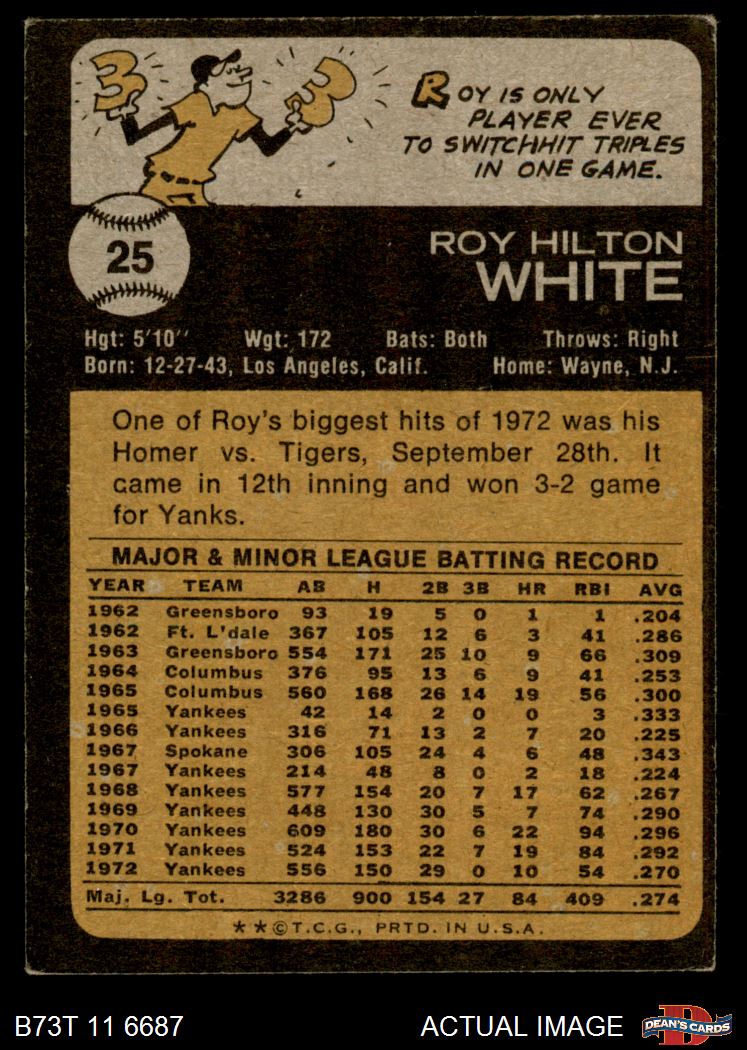 3 3
ROY IS ONLY
PLAYER EVER
TO SWITCHHIT TRIPLES
IN ONE GAME.
25
ROY HILTON
WHITE
Hgt: 5'10" Wgt: 172 Bats: Both Throws: Right
Born: 12-27-43, Los Angeles, Calif. Home: Wayne, N.J.
One of Roy's biggest hits of 1972 was his
Homer vs. Tigers, September 28th. It
came in 12th inning and won 3-2 game
for Yanks.
MAJOR & MINOR LEAGUE BATTING RECORD
YEAR TEAM AB H 2B 3B HR RBI AVG
1962 Greensboro 93 19 5 0 1 1 .204
1962 Ft. L'dale 367 105 12 6 3 41 .286
1963 Greensboro 554 171 25 10 9 66 .309
1964 Columbus 376 95 13 6 9 41 .253
1965 Columbus 560 168 26 14 19 56 .300
1965 Yankees 42 14 2 0 0 3 .333
1966 Yankees 316 71 13 2 7 20 .225
1967 Spokane 306 105 24 4 6 48 .343
1967 Yankees 214 48 8 0 2 18 .224
1968 Yankees 577 154 20 7 17 62 .267
1969 Yankees 448 130 30 5 7 74 .290
1970 Yankees 609 180 30 6 22 94 .296
1971 Yankees 524 153 22 7 19 84 .292
1972 Yankees 556 150 29 0 10 54 .270
Maj. Lg. Tot. 3286 900 154 27 84 409 .274
**©T.C.G., PRTD. IN U.S.A.
B73T 11 6687 ACTUAL IMAGE D DEAN'S CARDS